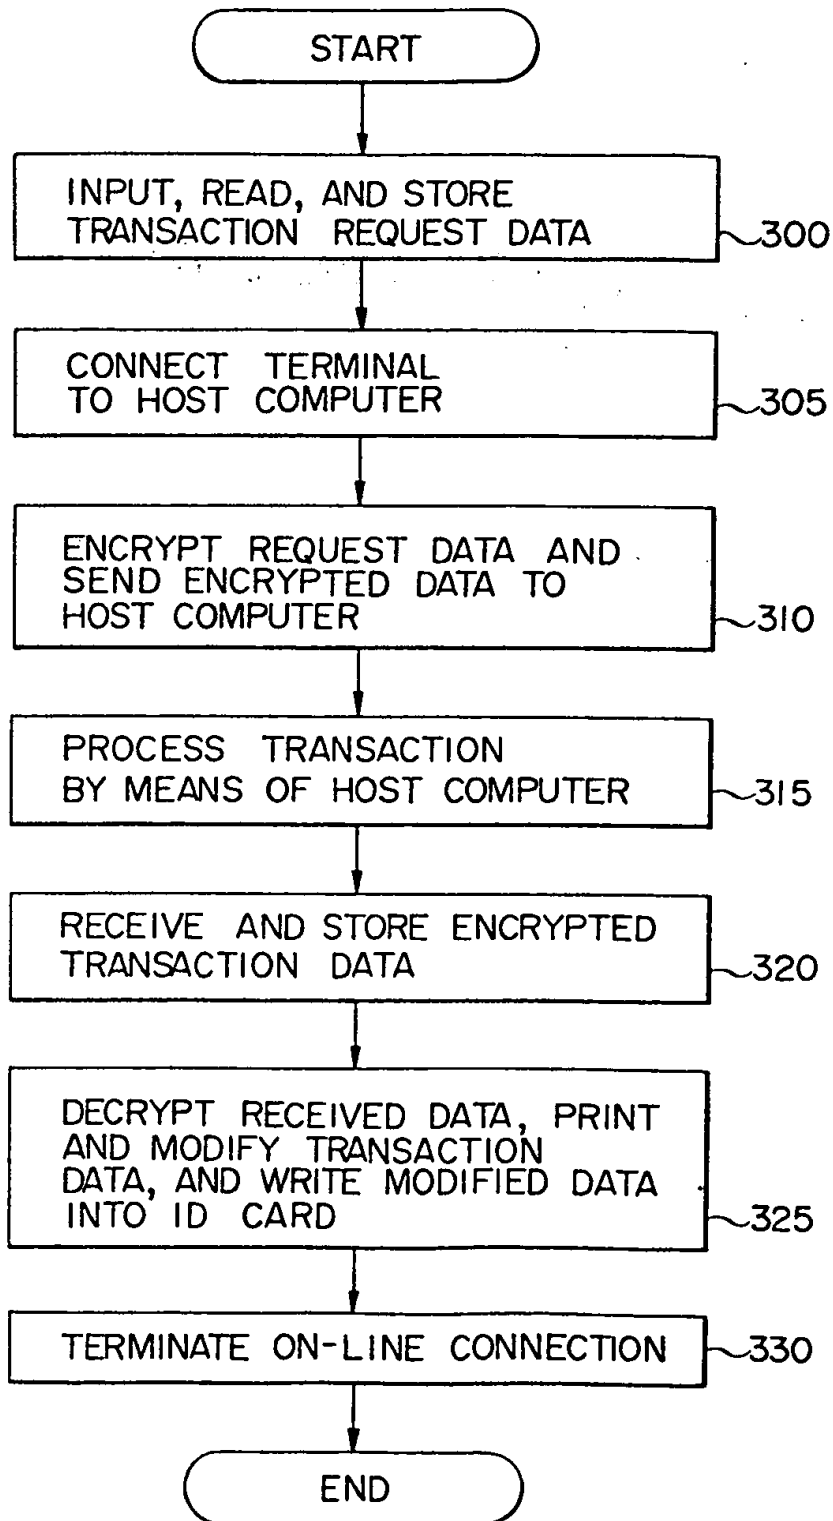 START
INPUT, READ, AND STORE
TRANSACTION REQUEST DATA
300
CONNECT TERMINAL
TO HOST COMPUTER
305
ENCRYPT REQUEST DATA AND
SEND ENCRYPTED DATA TO
HOST COMPUTER
310
PROCESS TRANSACTION
BY MEANS OF HOST COMPUTER
315
RECEIVE AND STORE ENCRYPTED
TRANSACTION DATA
320
DECRYPT RECEIVED DATA, PRINT
AND MODIFY TRANSACTION
DATA, AND WRITE MODIFIED DATA
INTO ID CARD
325
TERMINATE ON-LINE CONNECTION
330
END